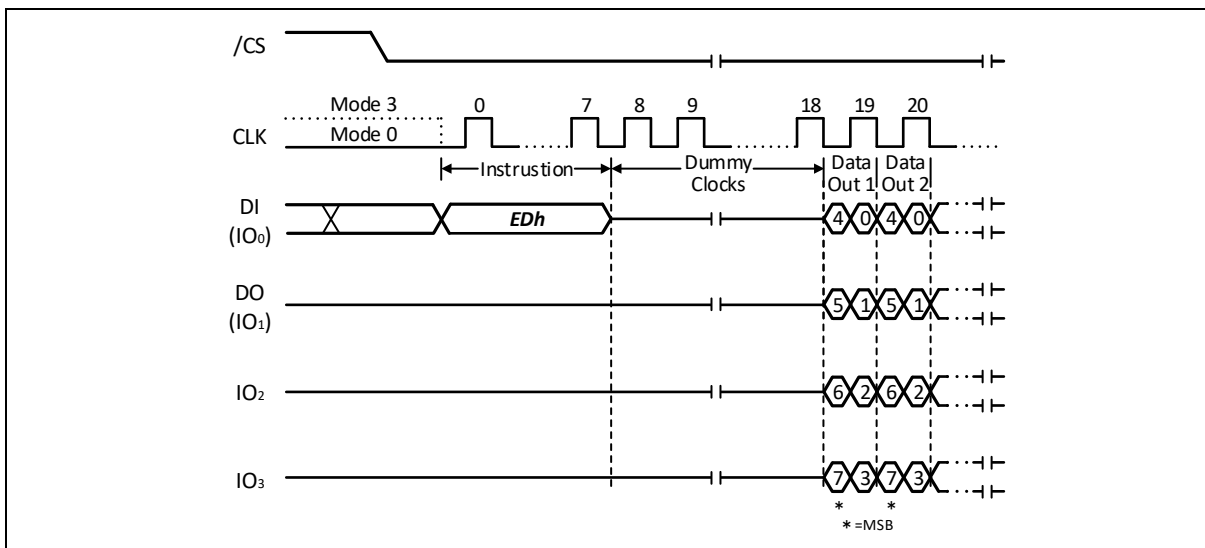 /CS
Mode 3
Mode 0
CLK
0 7 8 9 18 19 20
Instrustion
Dummy
Clocks
Data
Out 1
Data
Out 2
DI
(IO₀)
EDh
4 0 4 0
DO
(IO₁)
5 1 5 1
IO₂
6 2 6 2
IO₃
7 3 7 3
* *
* =MSB